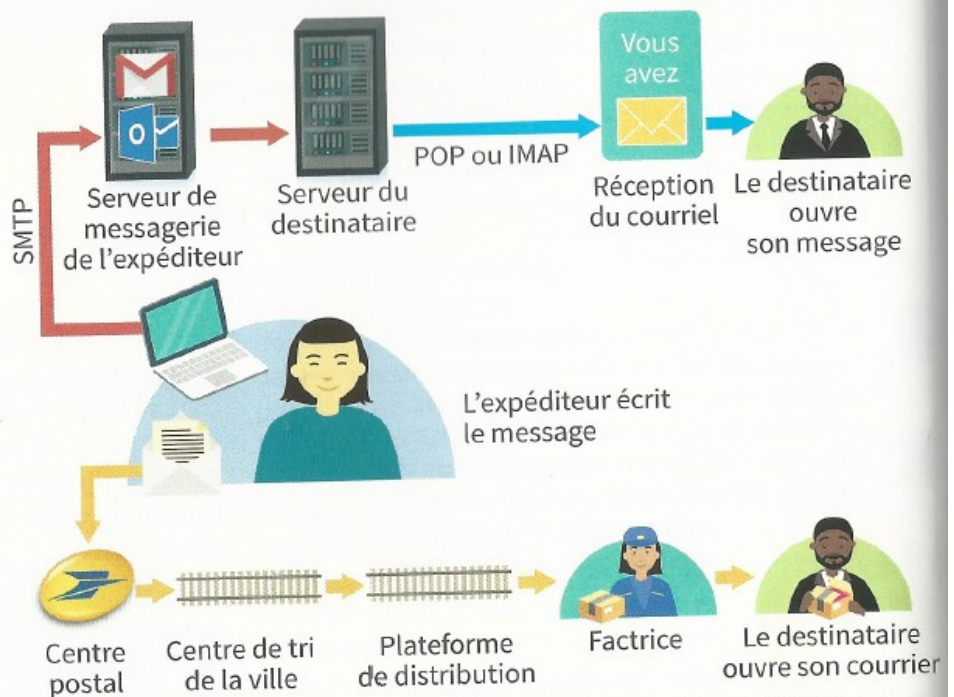 Vous
avez
POP ou IMAP
SMTP
Serveur de
messagerie
de l'expéditeur
Serveur du
destinataire
Réception
du courriel
Le destinataire
ouvre
son message
L'expéditeur écrit
le message
Centre
postal
Centre de tri
de la ville
Plateforme
de distribution
Factrice
Le destinataire
ouvre son courrier